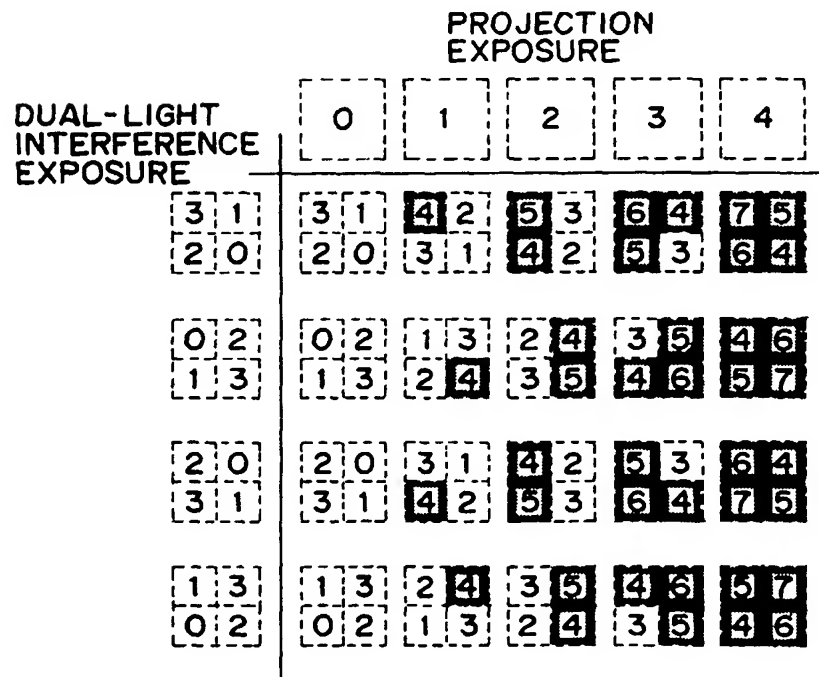 PROJECTION
EXPOSURE
DUAL-LIGHT
INTERFERENCE
EXPOSURE
0 1 2 3 4
3 1 3 1 4 2 5 3 6 4 7 5
2 0 2 0 3 1 4 2 5 3 6 4
0 2 0 2 1 3 2 4 3 5 4 6
1 3 1 3 2 4 3 5 4 6 5 7
2 0 2 0 3 1 4 2 5 3 6 4
3 1 3 1 4 2 5 3 6 4 7 5
1 3 1 3 2 4 3 5 4 6 5 7
0 2 0 2 1 3 2 4 3 5 4 6